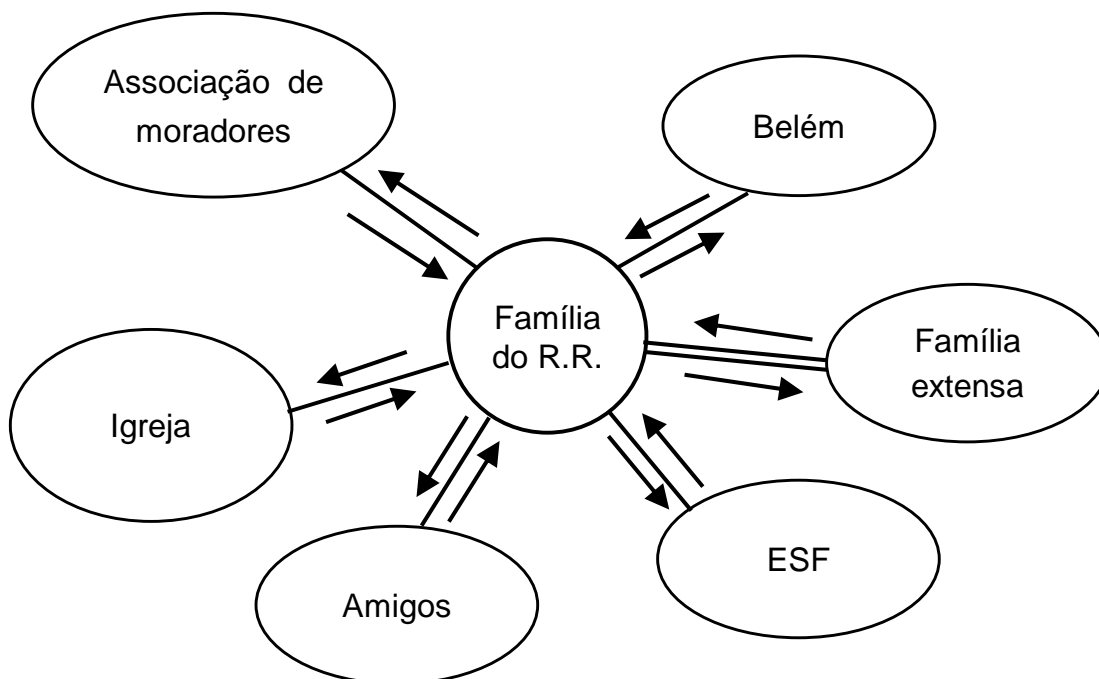 Associação de
moradores
Belém
Família
do R.R.
Família
extensa
Igreja
ESF
Amigos